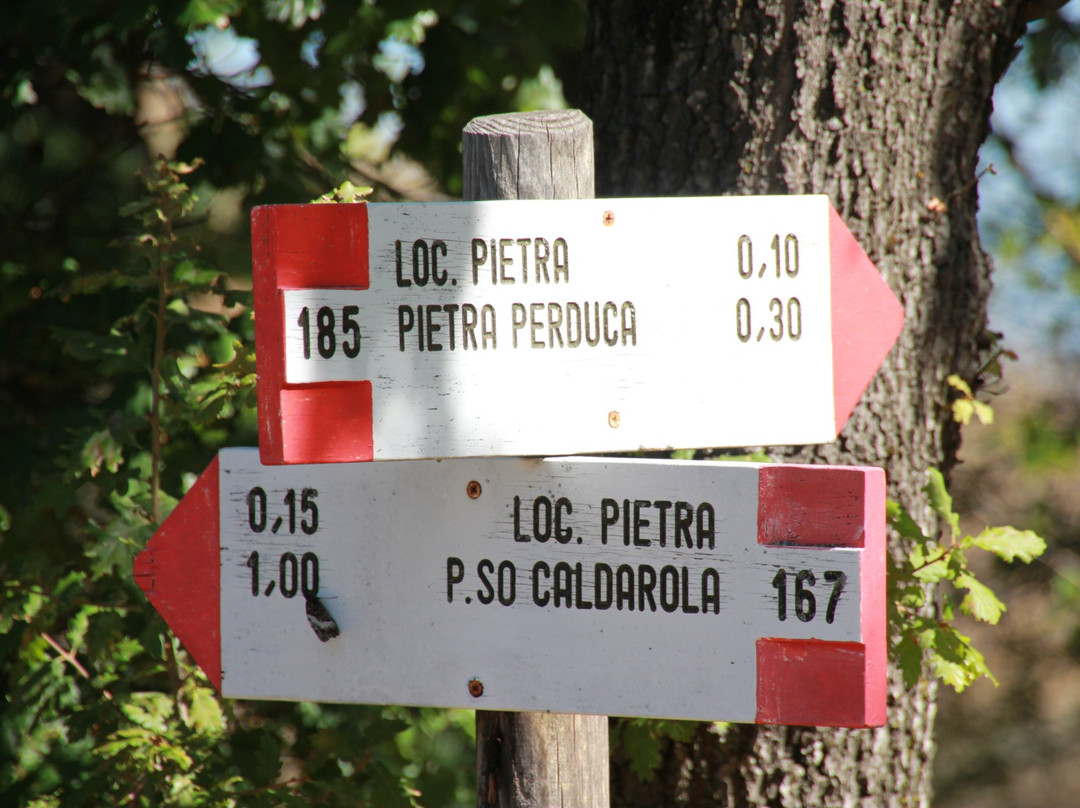 LOC. PIETRA 0,10
185 PIETRA PERDUCA 0,30
0,15 LOC. PIETRA
1,00 P.SO CALDAROLA 167